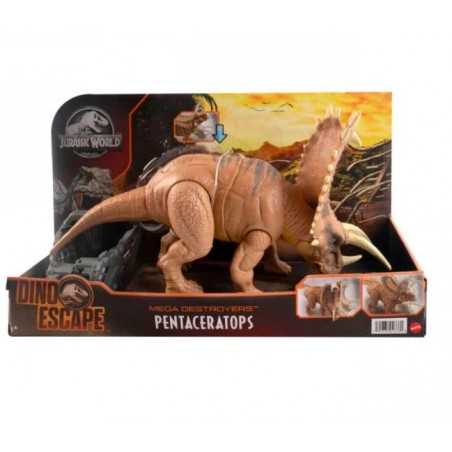 JURASSIC WORLD
DINO
ESCAPE
MEGA DESTROYERS™
PENTACERATOPS